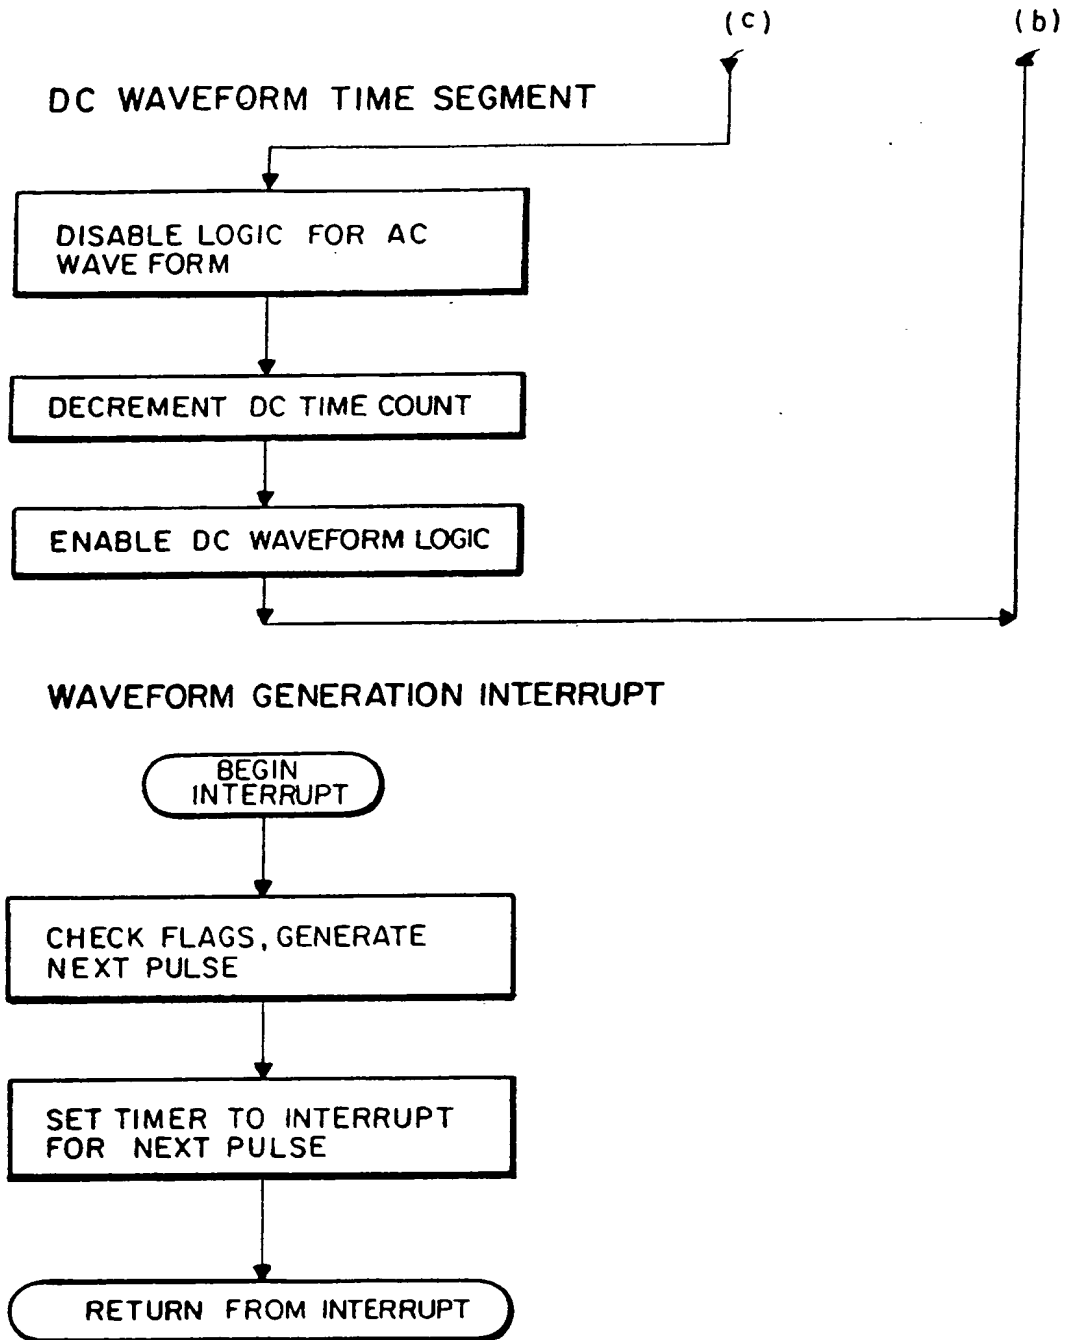 (c) (b)
DC WAVEFORM TIME SEGMENT
DISABLE LOGIC FOR AC
WAVE FORM
DECREMENT DC TIME COUNT
ENABLE DC WAVEFORM LOGIC
WAVEFORM GENERATION INTERRUPT
BEGIN
INTERRUPT
CHECK FLAGS, GENERATE
NEXT PULSE
SET TIMER TO INTERRUPT
FOR NEXT PULSE
RETURN FROM INTERRUPT